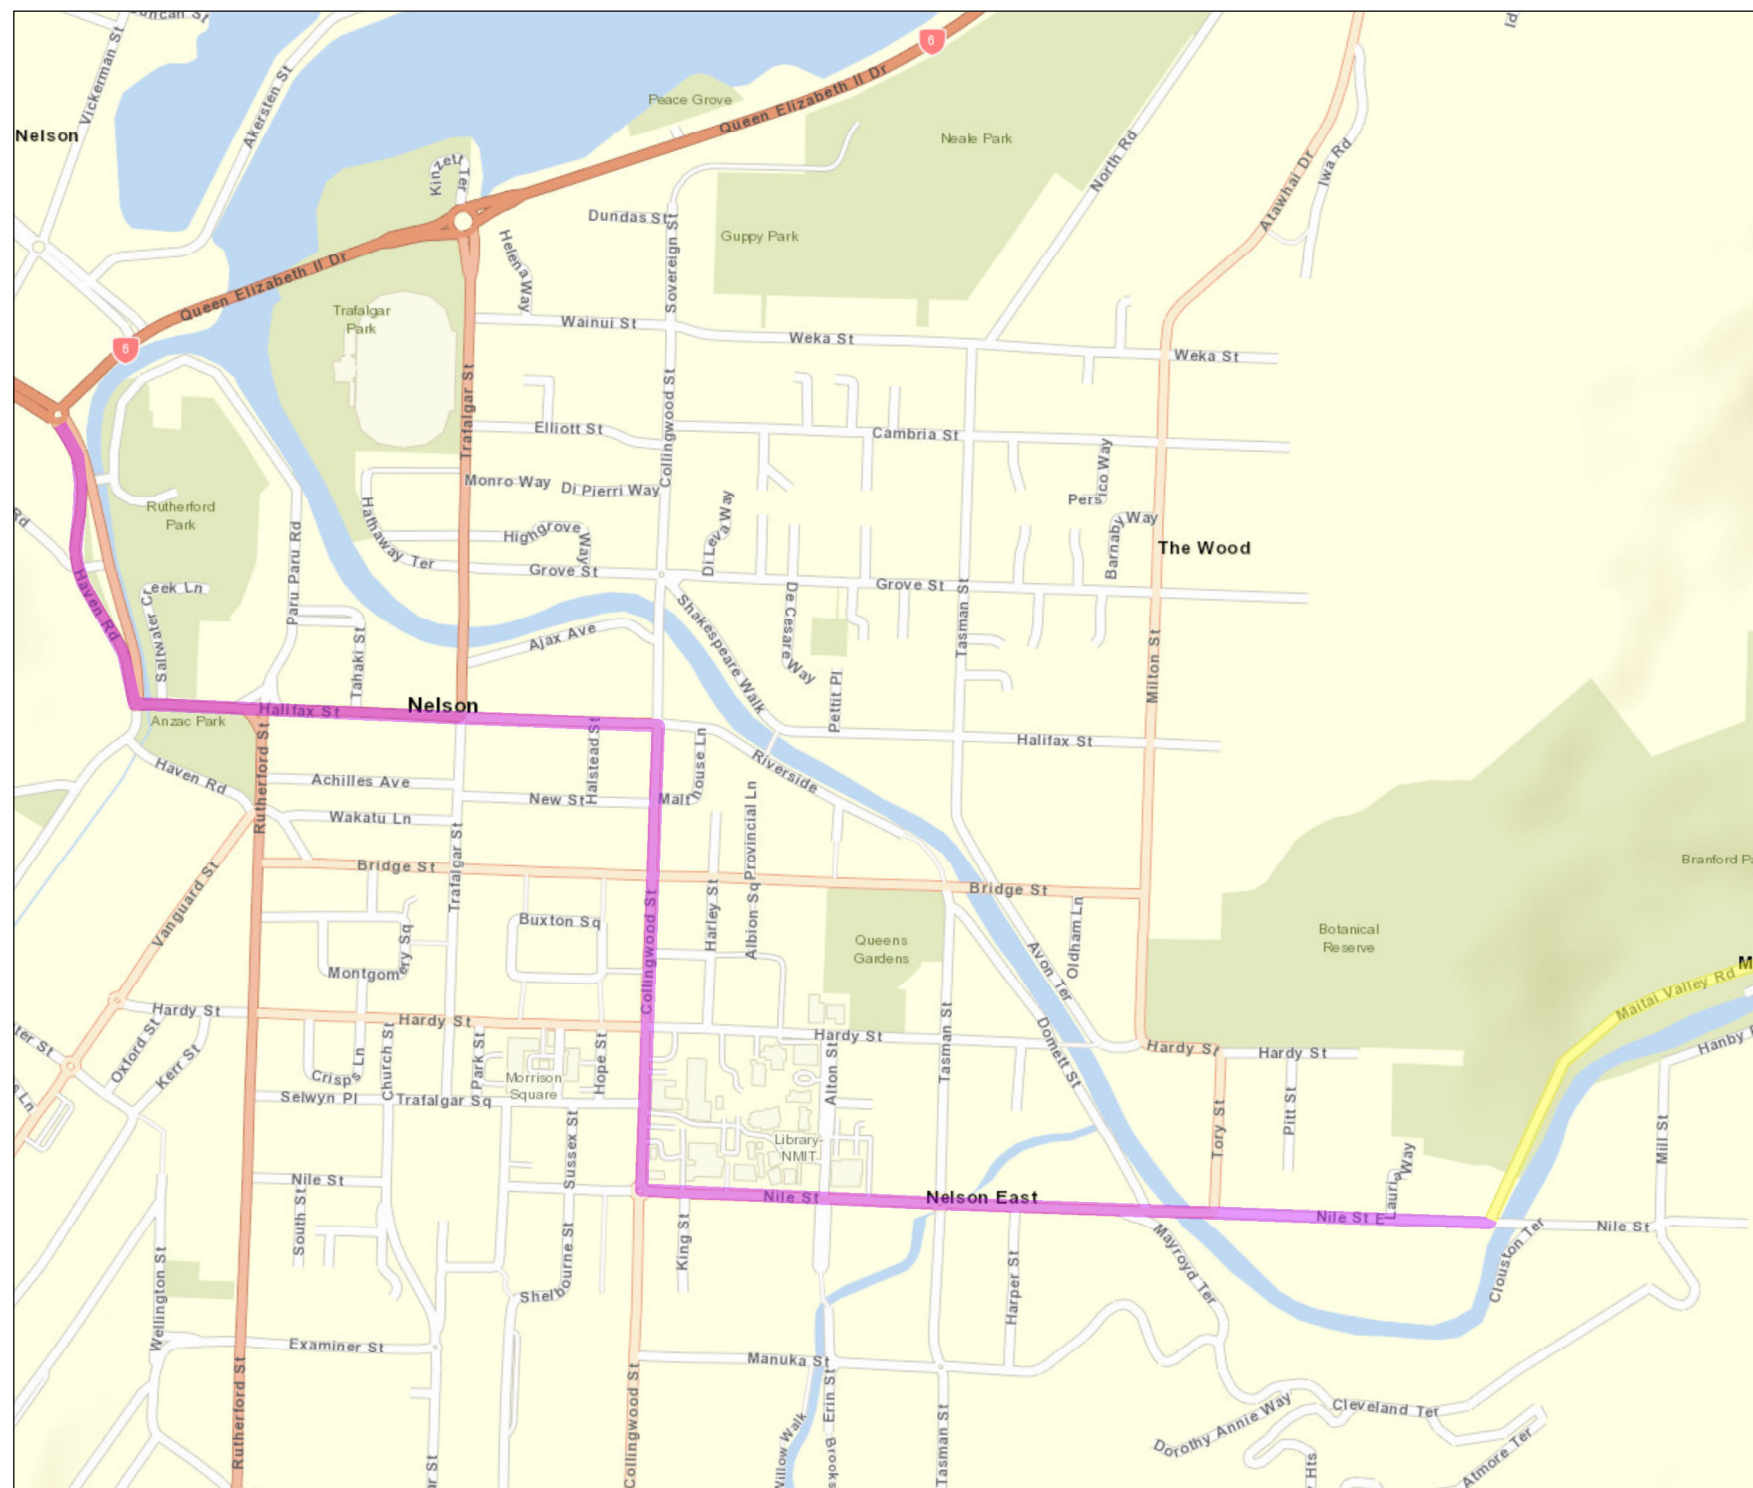 Duncan St
Vickerman St
Akersten St
6
Queen Elizabeth II Dr
Peace Grove
Neale Park
Nelson
North Rd
Iwa Rd
Atawhai Dr
Kinzett Ter
Dundas St
Guppy Park
Sovereign St
Helena Way
Queen Elizabeth II Dr
Trafalgar
Park
Wainui St
Weka St
Weka St
6
Trafalgar St
Collingwood St
Elliott St
Cambria St
Monro Way
Di Pierri Way
Persico Way
Rutherford
Park
Hathaway Ter
Highgrove Way
Di Leva Way
Barnaby Way
Rd
The Wood
Paru Paru Rd
Grove St
Grove St
Haven Rd
Saltwater Creek Ln
De Cesare Way
Tasman St
Shakespeare Walk
Ajax Ave
Tahaki St
Milton St
Pettit Pl
Nelson
Halifax St
Anzac Park
Halifax St
Rutherford St
Halstead St
Malthouse Ln
Riverside
Haven Rd
Achilles Ave
New St
Provincial Ln
Wakatu Ln
Trafalgar St
Bridge St
Bridge St
Branford Pa
Vanguard St
Collingwood St
Harley St
Albion Sq
Buxton Sq
Oldham Ln
Botanical
Reserve
Queens
Gardens
Montgomery Sq
Avon Ter
M
Maitai Valley Rd
Hardy St
Hardy St
Hardy St
Hardy St
Hardy St
Hanby
ter St
Oxford St
Kerr St
Church St
Park St
Hope St
Alton St
Tasman St
Domett St
Crisps Ln
Morrison
Square
s Ln
Selwyn Pl
Trafalgar Sq
Tory St
Pitt St
Mill St
Sussex St
Library-
NMIT
Lauria Way
Nile St
Nile St
Nelson East
Nile St E
Nile St
South St
King St
Mayroyd Ter
Clouston Ter
Wellington St
Shelbourne St
Harper St
Examiner St
Manuka St
Rutherford St
Collingwood St
Erin St
Cleveland Ter
Dorothy Annie Way
Willow Walk
Brooks
Tasman St
Atmore Ter
Hts
ar St